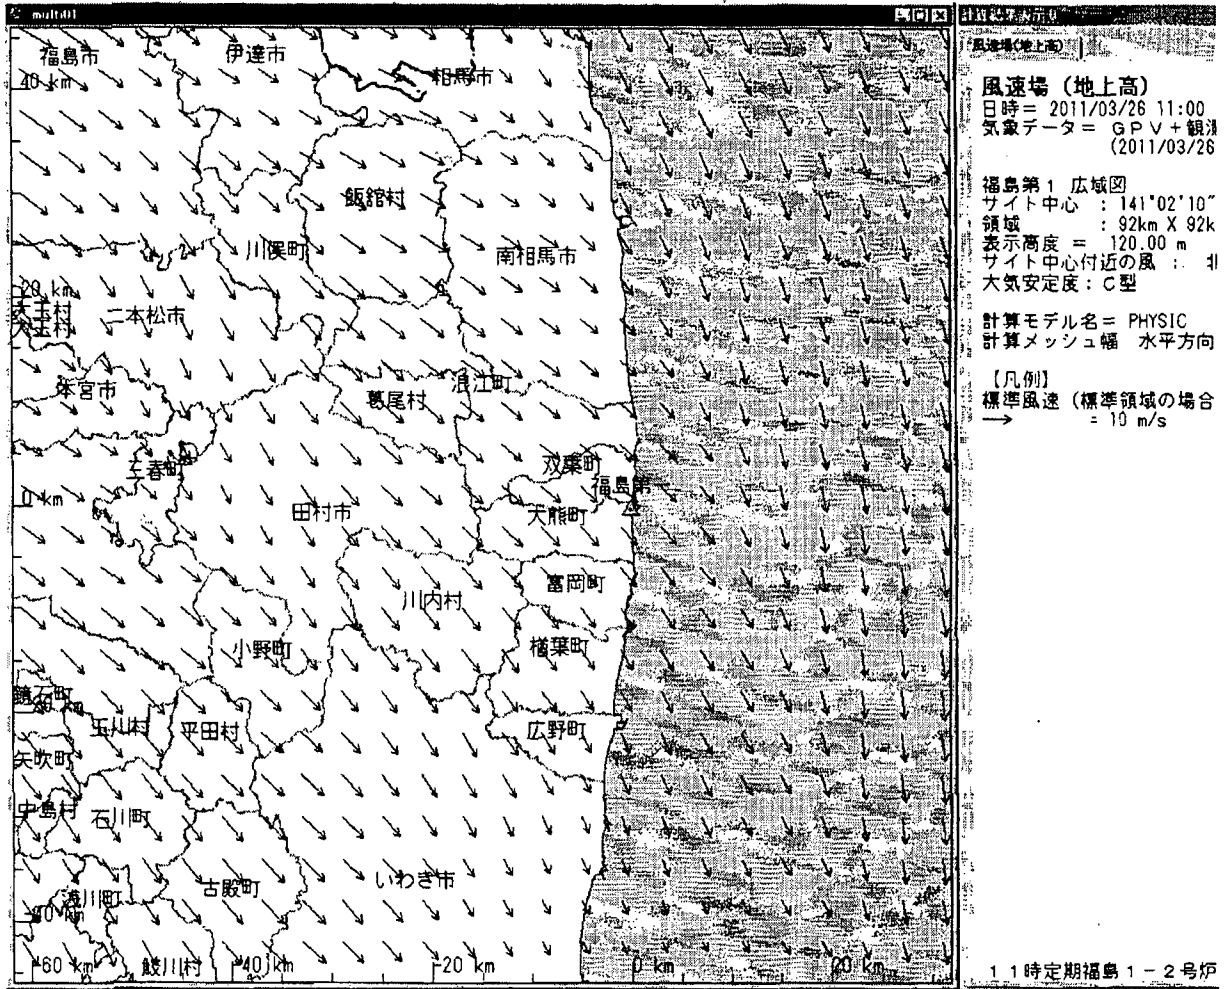 multi01
福島市
伊達市
相馬市
40 km
飯舘村
川俣町
南相馬市
20 km
大玉村
二本松市
本宮市
浪江町
葛尾村
三春町
双葉町
福島第一
0 km
田村市
大熊町
富岡町
川内村
小野町
楢葉町
鏡石町
玉川村
平田村
広野町
矢吹町
中島村
石川町
古殿町
いわき市
浅川町
鮫川村
-60 km
-40 km
-20 km
0 km
20 km
風速場(地上高)
風速場（地上高）
日時＝ 2011/03/26 11:00
気象データ＝ ＧＰＶ＋観測
(2011/03/26
福島第１ 広域図
サイト中心 : 141°02'10"
領域 : 92km X 92k
表示高度 ＝ 120.00 m
サイト中心付近の風 : 北
大気安定度：Ｃ型
計算モデル名＝ PHYSIC
計算メッシュ幅 水平方向
【凡例】
標準風速（標準領域の場合
→ = 10 m/s
１１時定期福島１－２号炉